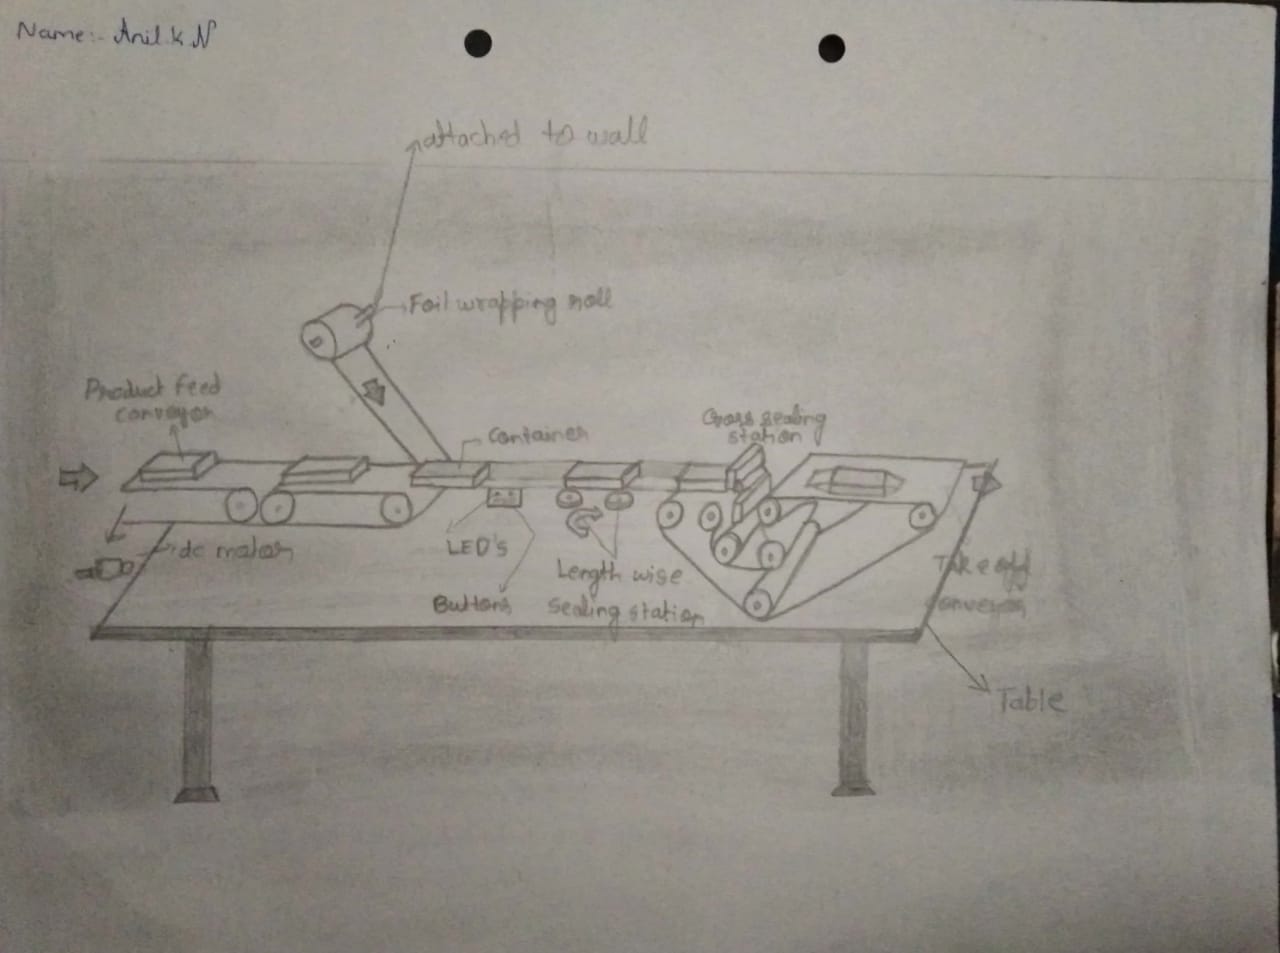 Name:- Anil.k.N
attached to wall
Foil wrapping roll
Product feed
conveyor
Container
Cross sealing
station
dc motor
LED's
Length wise
sealing station
Buttons
Take off
conveyor
Table